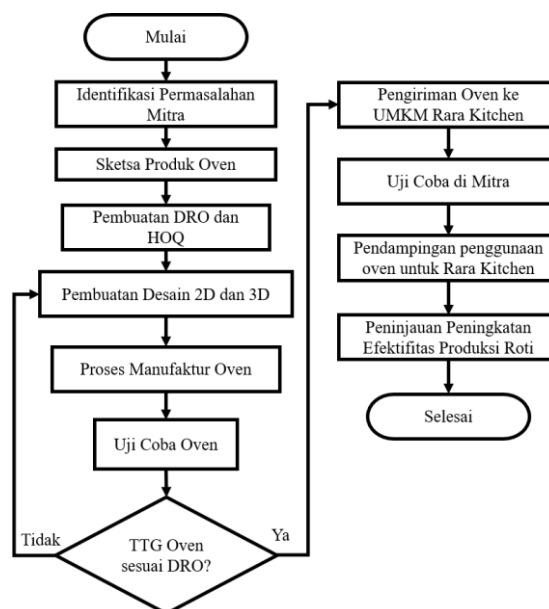 Mulai
Identifikasi Permasalahan
Mitra
Sketsa Produk Oven
Pembuatan DRO dan
HOQ
Pembuatan Desain 2D dan 3D
Proses Manufaktur Oven
Uji Coba Oven
TTG Oven
sesuai DRO?
Tidak
Ya
Pengiriman Oven ke
UMKM Rara Kitchen
Uji Coba di Mitra
Pendampingan penggunaan
oven untuk Rara Kitchen
Peninjauan Peningkatan
Efektifitas Produksi Roti
Selesai